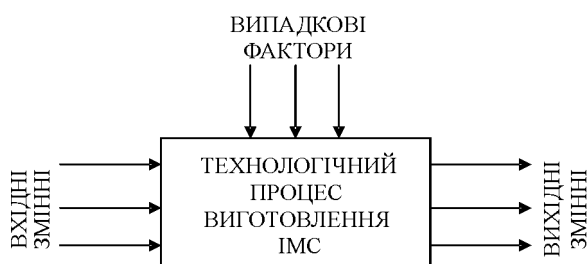 ВИПАДКОВІ
ФАКТОРИ
ВХІДНІ
ЗМІННІ
ТЕХНОЛОГІЧНИЙ
ПРОЦЕС
ВИГОТОВЛЕННЯ
ІМС
ВИХІДНІ
ЗМІННІ